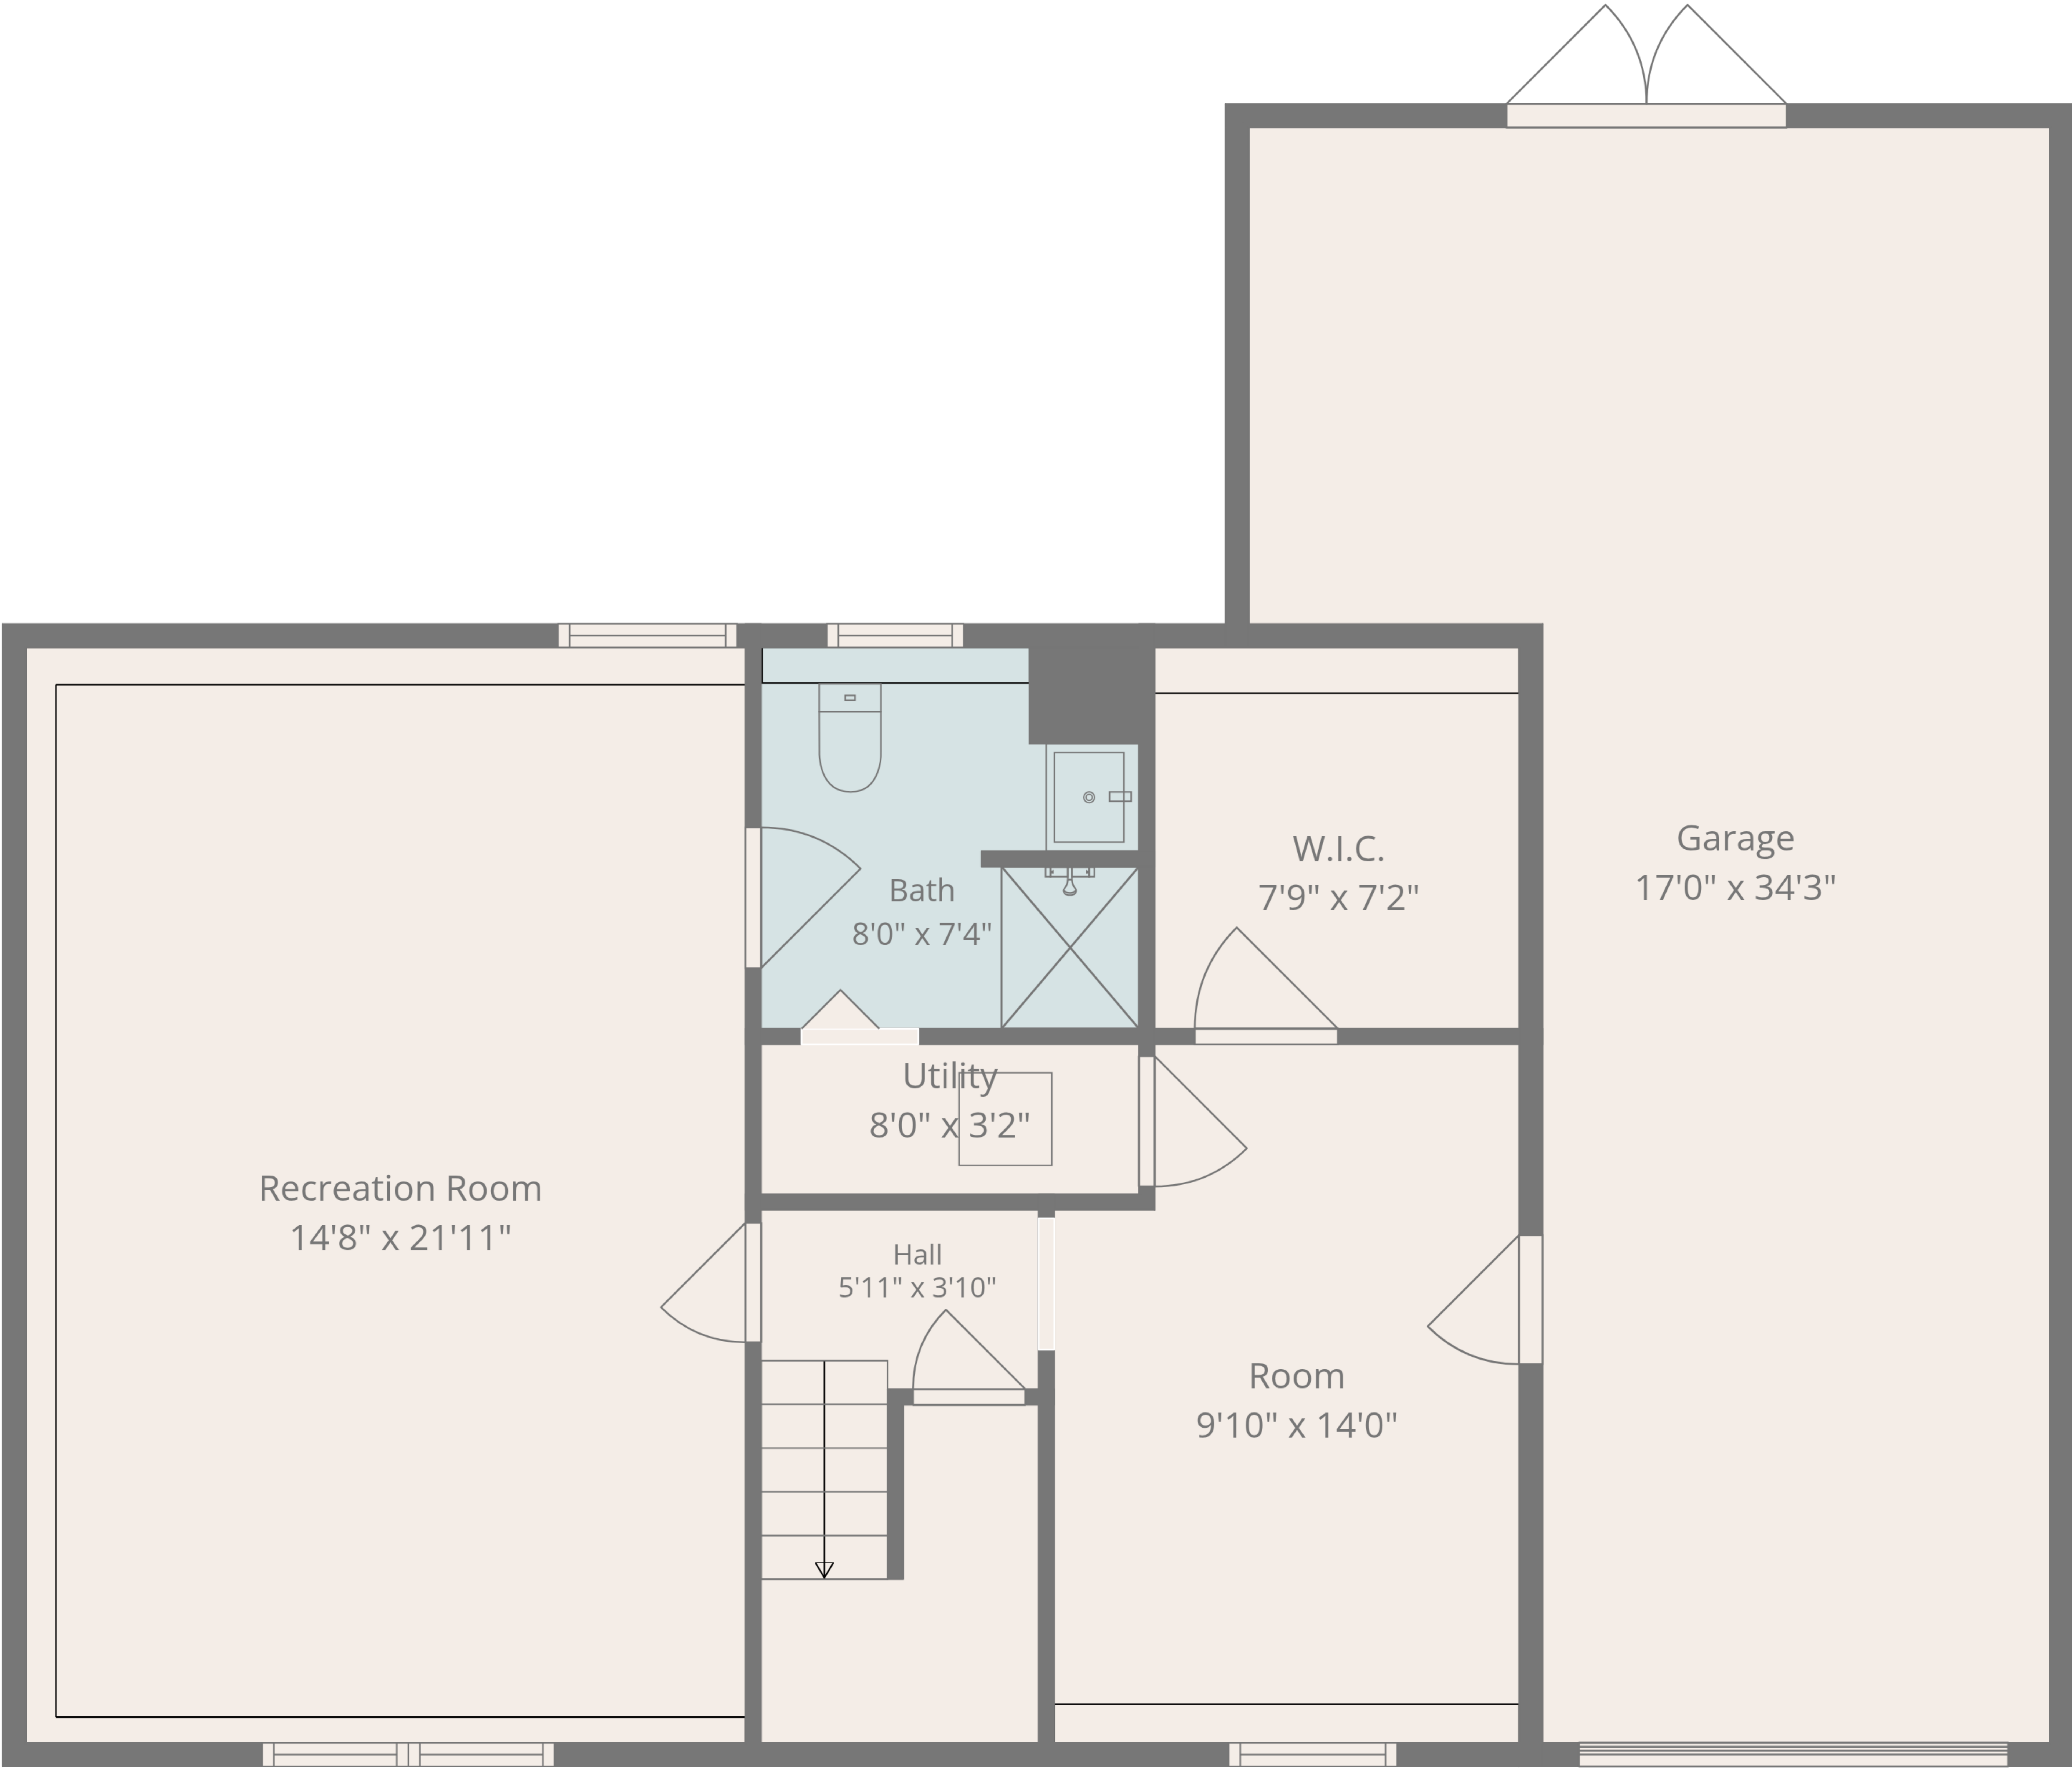 Garage
17'0" x 34'3"
W.I.C.
7'9" x 7'2"
Bath
8'0" x 7'4"
Utility
8'0" x 3'2"
Recreation Room
14'8" x 21'11"
Hall
5'11" x 3'10"
Room
9'10" x 14'0"